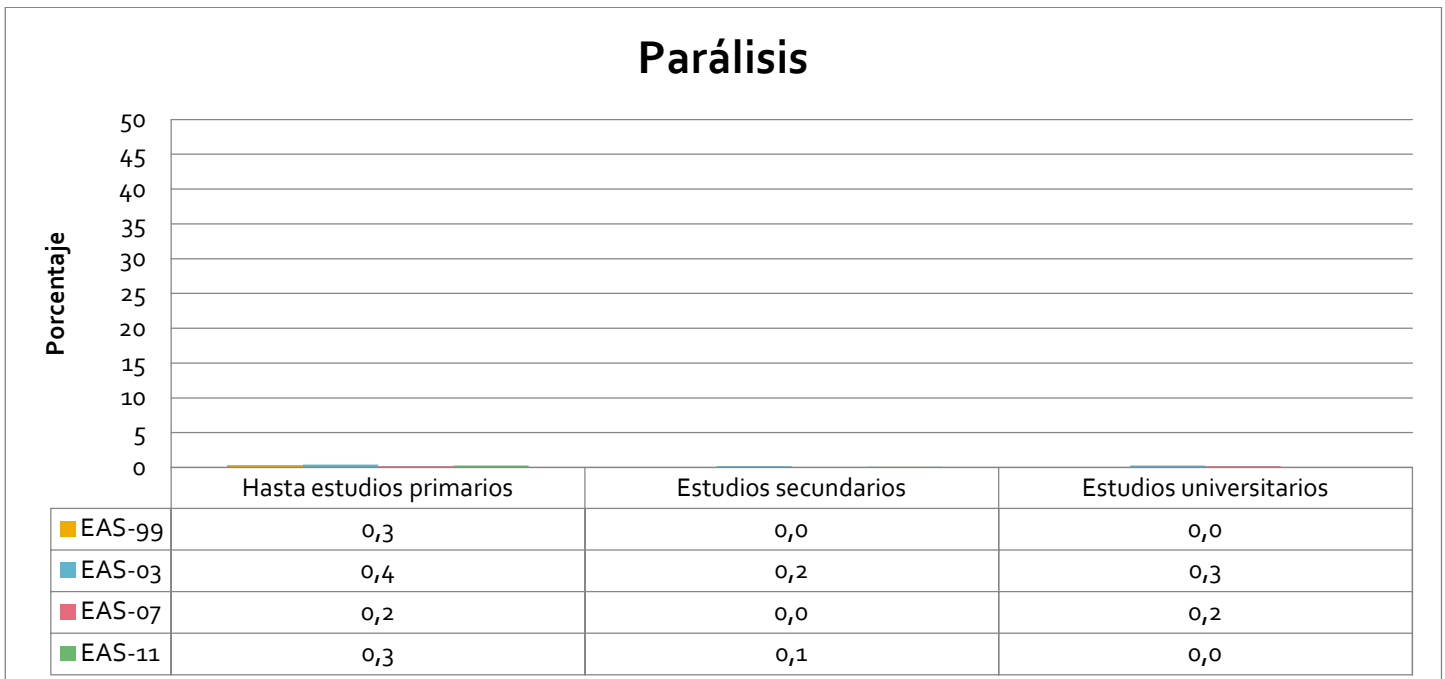 Parálisis
Porcentaje
50
45
40
35
30
25
20
15
10
5
0
Hasta estudios primarios Estudios secundarios Estudios universitarios
EAS-99 0,3 0,0 0,0
EAS-03 0,4 0,2 0,3
EAS-07 0,2 0,0 0,2
EAS-11 0,3 0,1 0,0